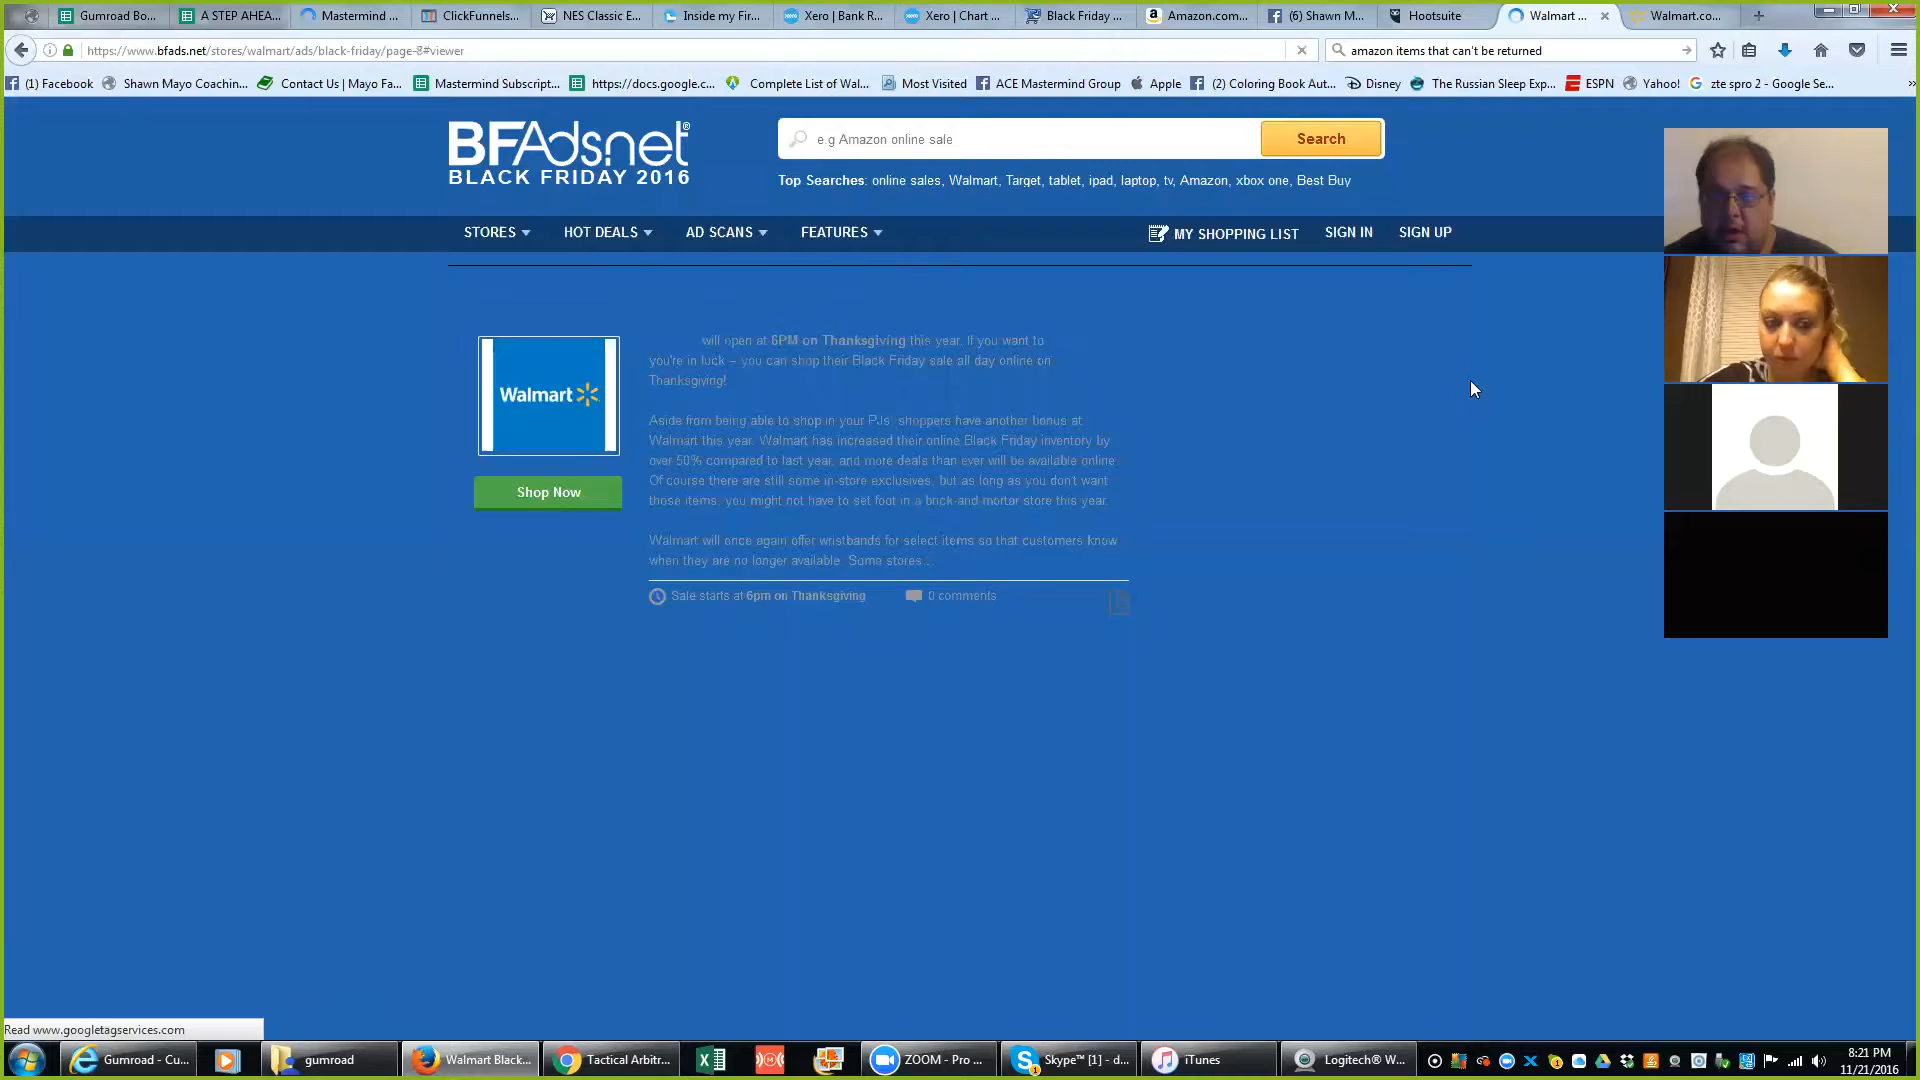 Gumroad Bo...
A STEP AHEA...
Mastermind ...
ClickFunnels...
NES Classic E...
Inside my Fir...
Xero | Bank R...
Xero | Chart ...
Black Friday ...
Amazon.com...
(6) Shawn M...
Hootsuite
Walmart ...
Walmart.co...
https://www.bfads.net/stores/walmart/ads/black-friday/page-8#viewer
amazon items that can't be returned
(1) Facebook
Shawn Mayo Coachin...
Contact Us | Mayo Fa...
Mastermind Subscript...
https://docs.google.c...
Complete List of Wal...
Most Visited
ACE Mastermind Group
Apple
(2) Coloring Book Aut...
Disney
The Russian Sleep Exp...
ESPN
Yahoo!
zte spro 2 - Google Se...
BFAdsnet®
BLACK FRIDAY 2016
e.g Amazon online sale
Search
Top Searches: online sales, Walmart, Target, tablet, ipad, laptop, tv, Amazon, xbox one, Best Buy
STORES
HOT DEALS
AD SCANS
FEATURES
MY SHOPPING LIST
SIGN IN
SIGN UP
Walmart
Shop Now
will open at 6PM on Thanksgiving this year. If you want to
you're in luck – you can shop their Black Friday sale all day online on
Thanksgiving!
Aside from being able to shop in your PJs, shoppers have another bonus at
Walmart this year. Walmart has increased their online Black Friday inventory by
over 50% compared to last year, and more deals than ever will be available online.
Of course there are still some in-store exclusives, but as long as you don't want
those items, you might not have to set foot in a brick-and-mortar store this year.
Walmart will once again offer wristbands for select items so that customers know
when they are no longer available. Some stores...
Sale starts at 6pm on Thanksgiving
0 comments
Read www.googletagservices.com
Gumroad - Cu...
gumroad
Walmart Black...
Tactical Arbitr...
ZOOM - Pro ...
Skype™ [1] - d...
iTunes
Logitech® W...
8:21 PM
11/21/2016